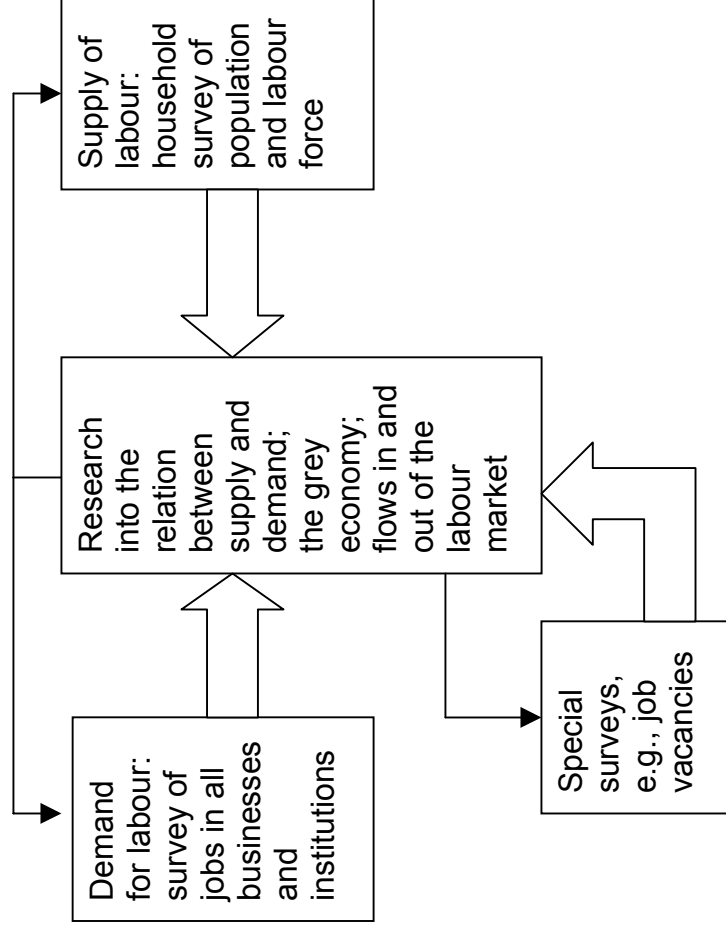 Demand
for labour:
survey of
jobs in all
businesses
and
institutions
Research
into the
relation
between
supply and
demand;
the grey
economy;
flows in and
out of the
labour
market
Supply of
labour:
household
survey of
population
and labour
force
Special
surveys,
e.g., job
vacancies